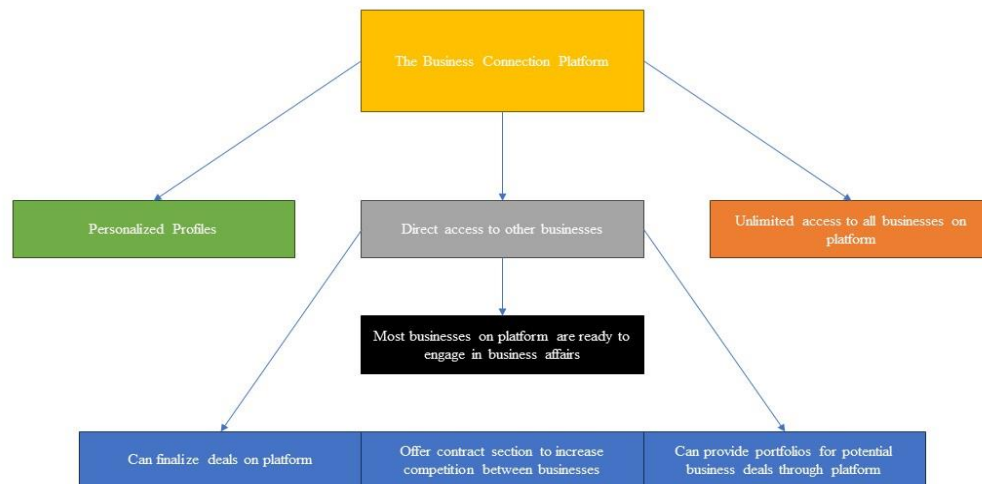 The Business Connection Platform
Personalized Profiles
Direct access to other businesses
Unlimited access to all businesses on
platform
Most businesses on platform are ready to
engage in business affairs
Can finalize deals on platform
Offer contract section to increase
competition between businesses
Can provide portfolios for potential
business deals through platform